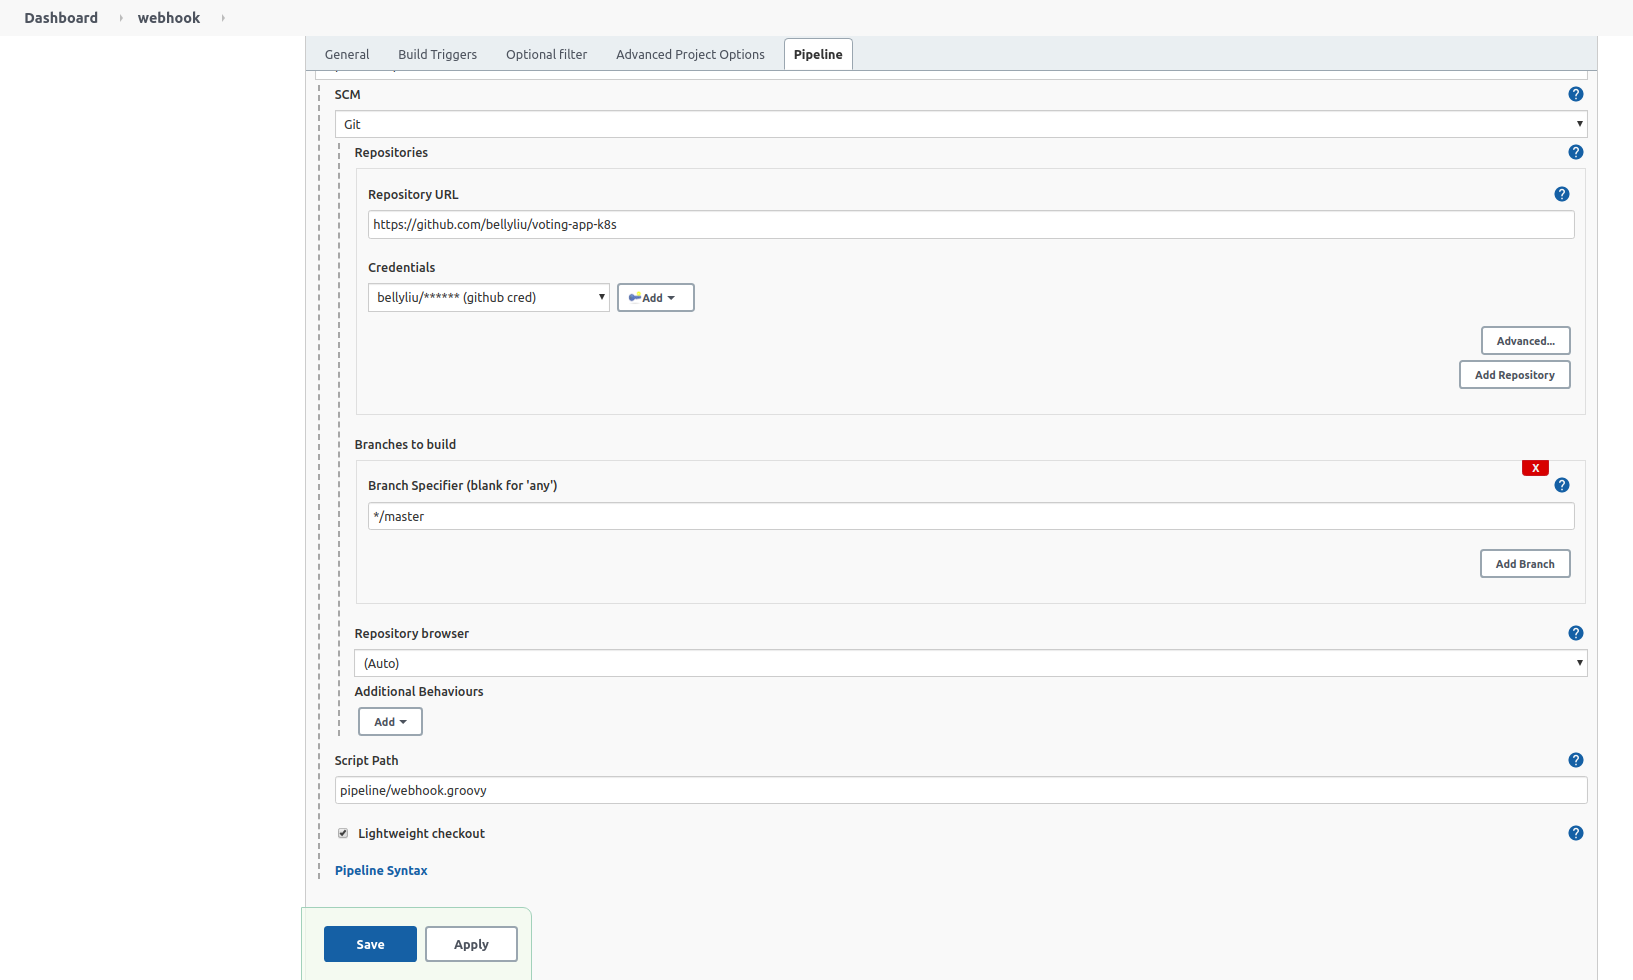 Dashboard webhook
General Build Triggers Optional filter Advanced Project Options Pipeline
SCM
Git
Repositories
Repository URL
https://github.com/bellyliu/voting-app-k8s
Credentials
bellyliu/****** (github cred) Add
Advanced...
Add Repository
Branches to build
X
Branch Specifier (blank for 'any')
*/master
Add Branch
Repository browser
(Auto)
Additional Behaviours
Add
Script Path
pipeline/webhook.groovy
Lightweight checkout
Pipeline Syntax
Save Apply